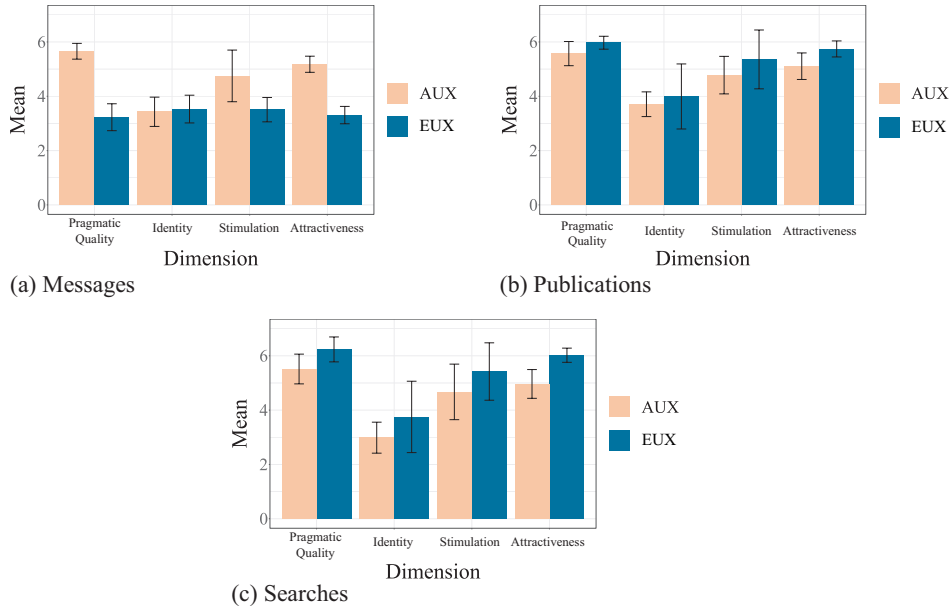 Mean
6
4
2
0
Pragmatic
Quality
Identity
Stimulation
Attractiveness
Dimension
AUX
EUX
(a) Messages
Mean
6
4
2
0
Pragmatic
Quality
Identity
Stimulation
Attractiveness
Dimension
AUX
EUX
(b) Publications
Mean
6
4
2
0
Pragmatic
Quality
Identity
Stimulation
Attractiveness
Dimension
AUX
EUX
(c) Searches